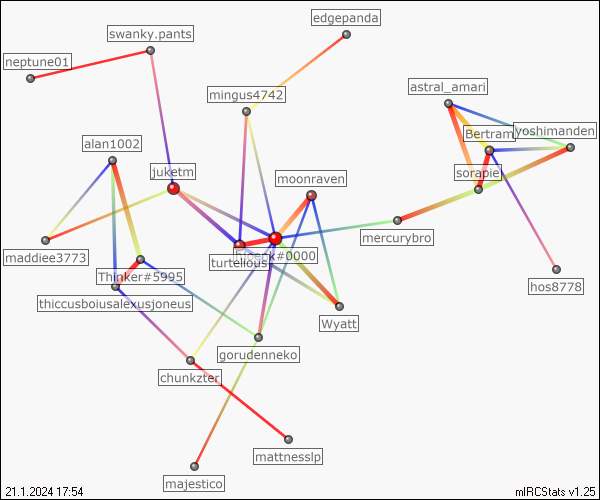 edgepanda
swanky.pants
neptune01
astral_amari
mingus4742
Bertram
yoshimanden
alan1002
juketm
sorapie
moonraven
mercurybro
maddiee3773
#0000
turtellous
Thinker#5995
hos8778
thiccusboiusalexusjoneus
Wyatt
gorudenneko
chunkzter
mattnesslp
majestico
21.1.2024 17:54
mIRCStats v1.25